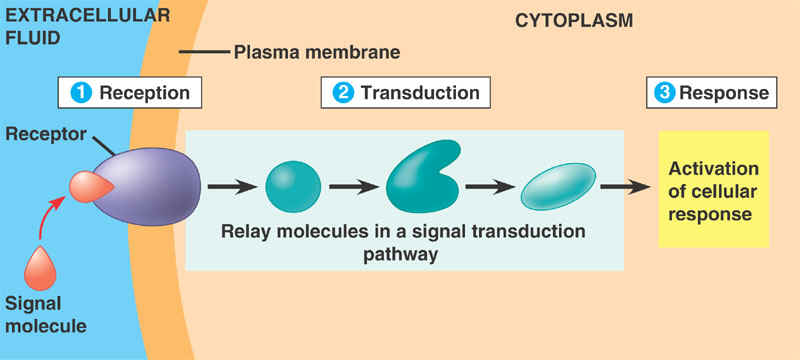 EXTRACELLULAR
FLUID
CYTOPLASM
Plasma membrane
1 Reception
2 Transduction
3 Response
Receptor
Activation
of cellular
response
Relay molecules in a signal transduction
pathway
Signal
molecule